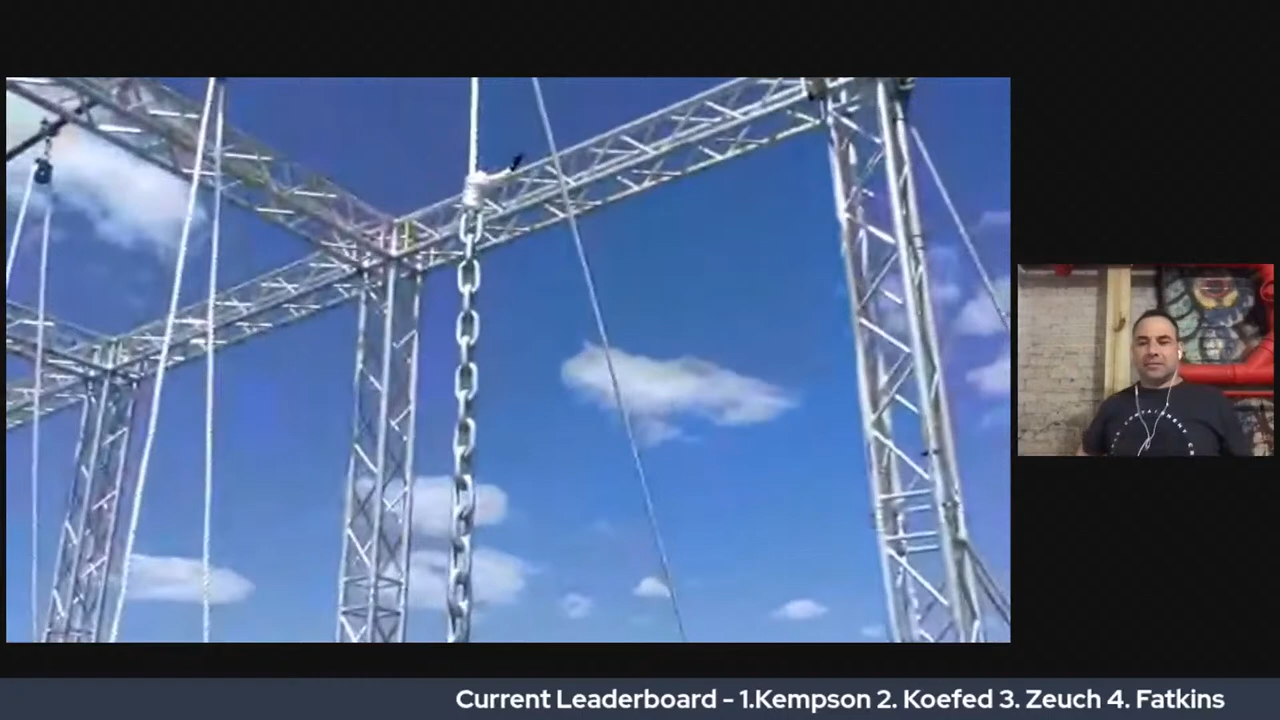 Current Leaderboard - 1.Kempson 2. Koefed 3. Zeuch 4. Fatkins